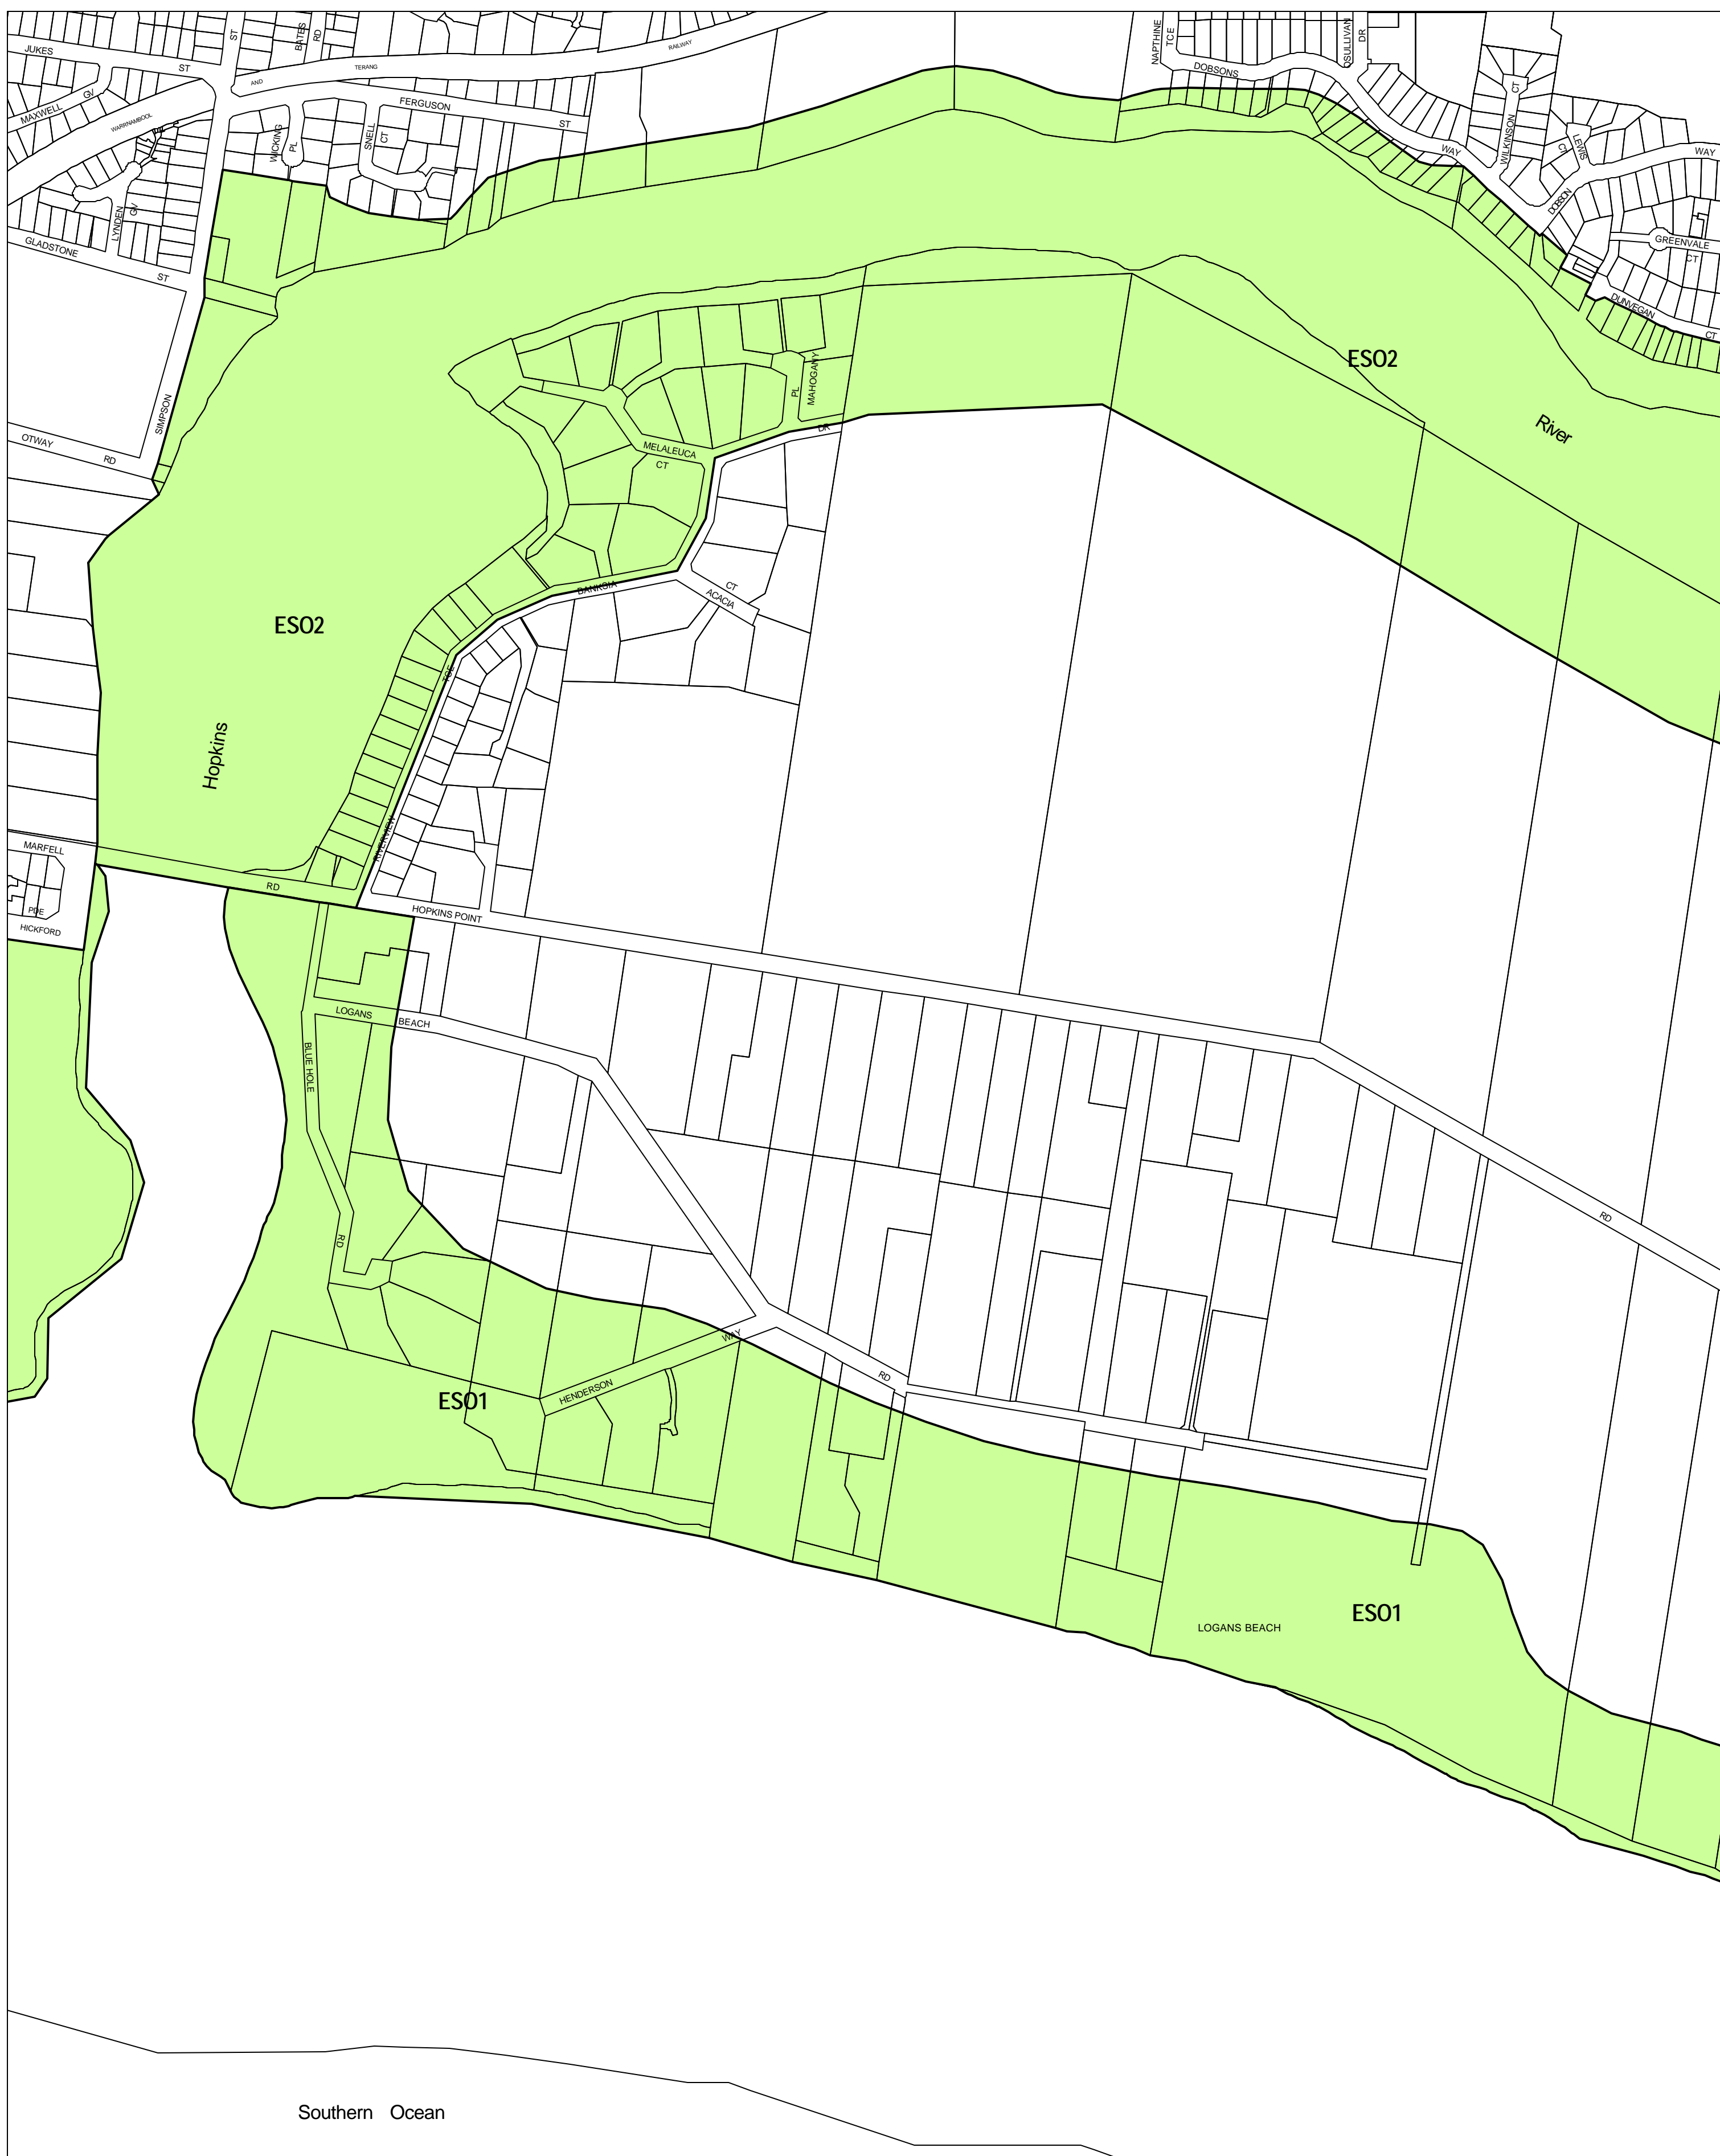 JUKES
ST
ST
BATES
RD
AND
TERANG
RAILWAY
NAPTHINE
TCE
OSULLIVAN
DR
DOBSONS
MAXWELL
GV
WARRNAMBOOL
FERGUSON
ST
WICKING
PL
SNELL
CT
CT
WILKINSON
WAY
LEWIS
CT
WAY
DOBSON
LYNDEN
GV
GLADSTONE
ST
GREENVALE
CT
DUNVEGAN
CT
ESO2
MAHOGANY
PL
SIMPSON
OTWAY
RD
DR
River
MELALEUCA
CT
BANKSIA
CT
ACACIA
ESO2
TCE
Hopkins
RIVERVIEW
MARFELL
PDE
HICKFORD
RD
HOPKINS POINT
LOGANS
BEACH
BLUE HOLE
RD
RD
WAY
HENDERSON
RD
ESO1
ESO1
LOGANS BEACH
Southern Ocean